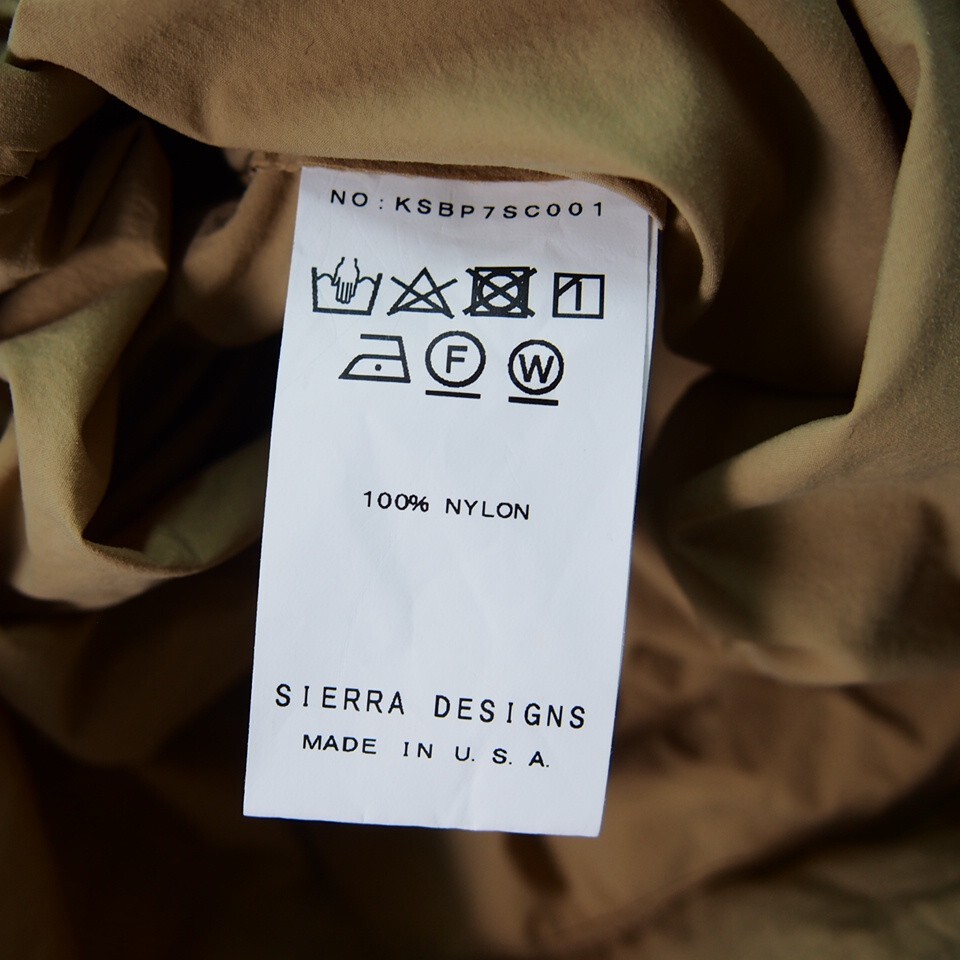 NO:KSBP7SC001
F W
100% NYLON
SIERRA DESIGNS
MADE IN U.S.A.